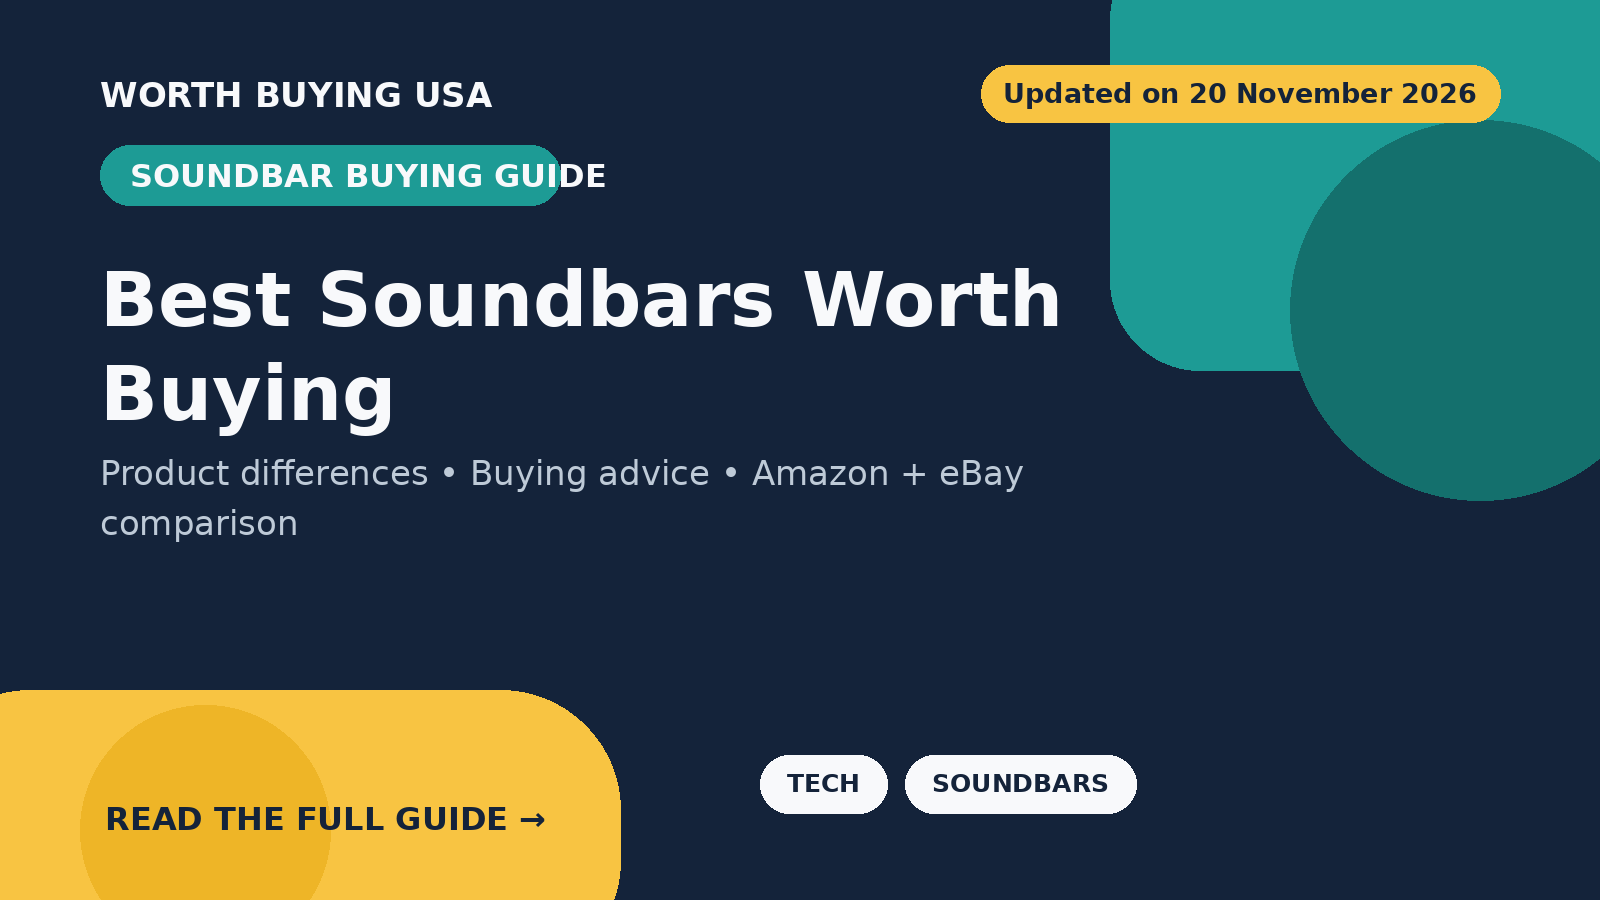 WORTH BUYING USA
Updated on 20 November 2026
SOUNDBAR BUYING GUIDE
Best Soundbars Worth
Buying
Product differences • Buying advice • Amazon + eBay
comparison
TECH
SOUNDBARS
READ THE FULL GUIDE →